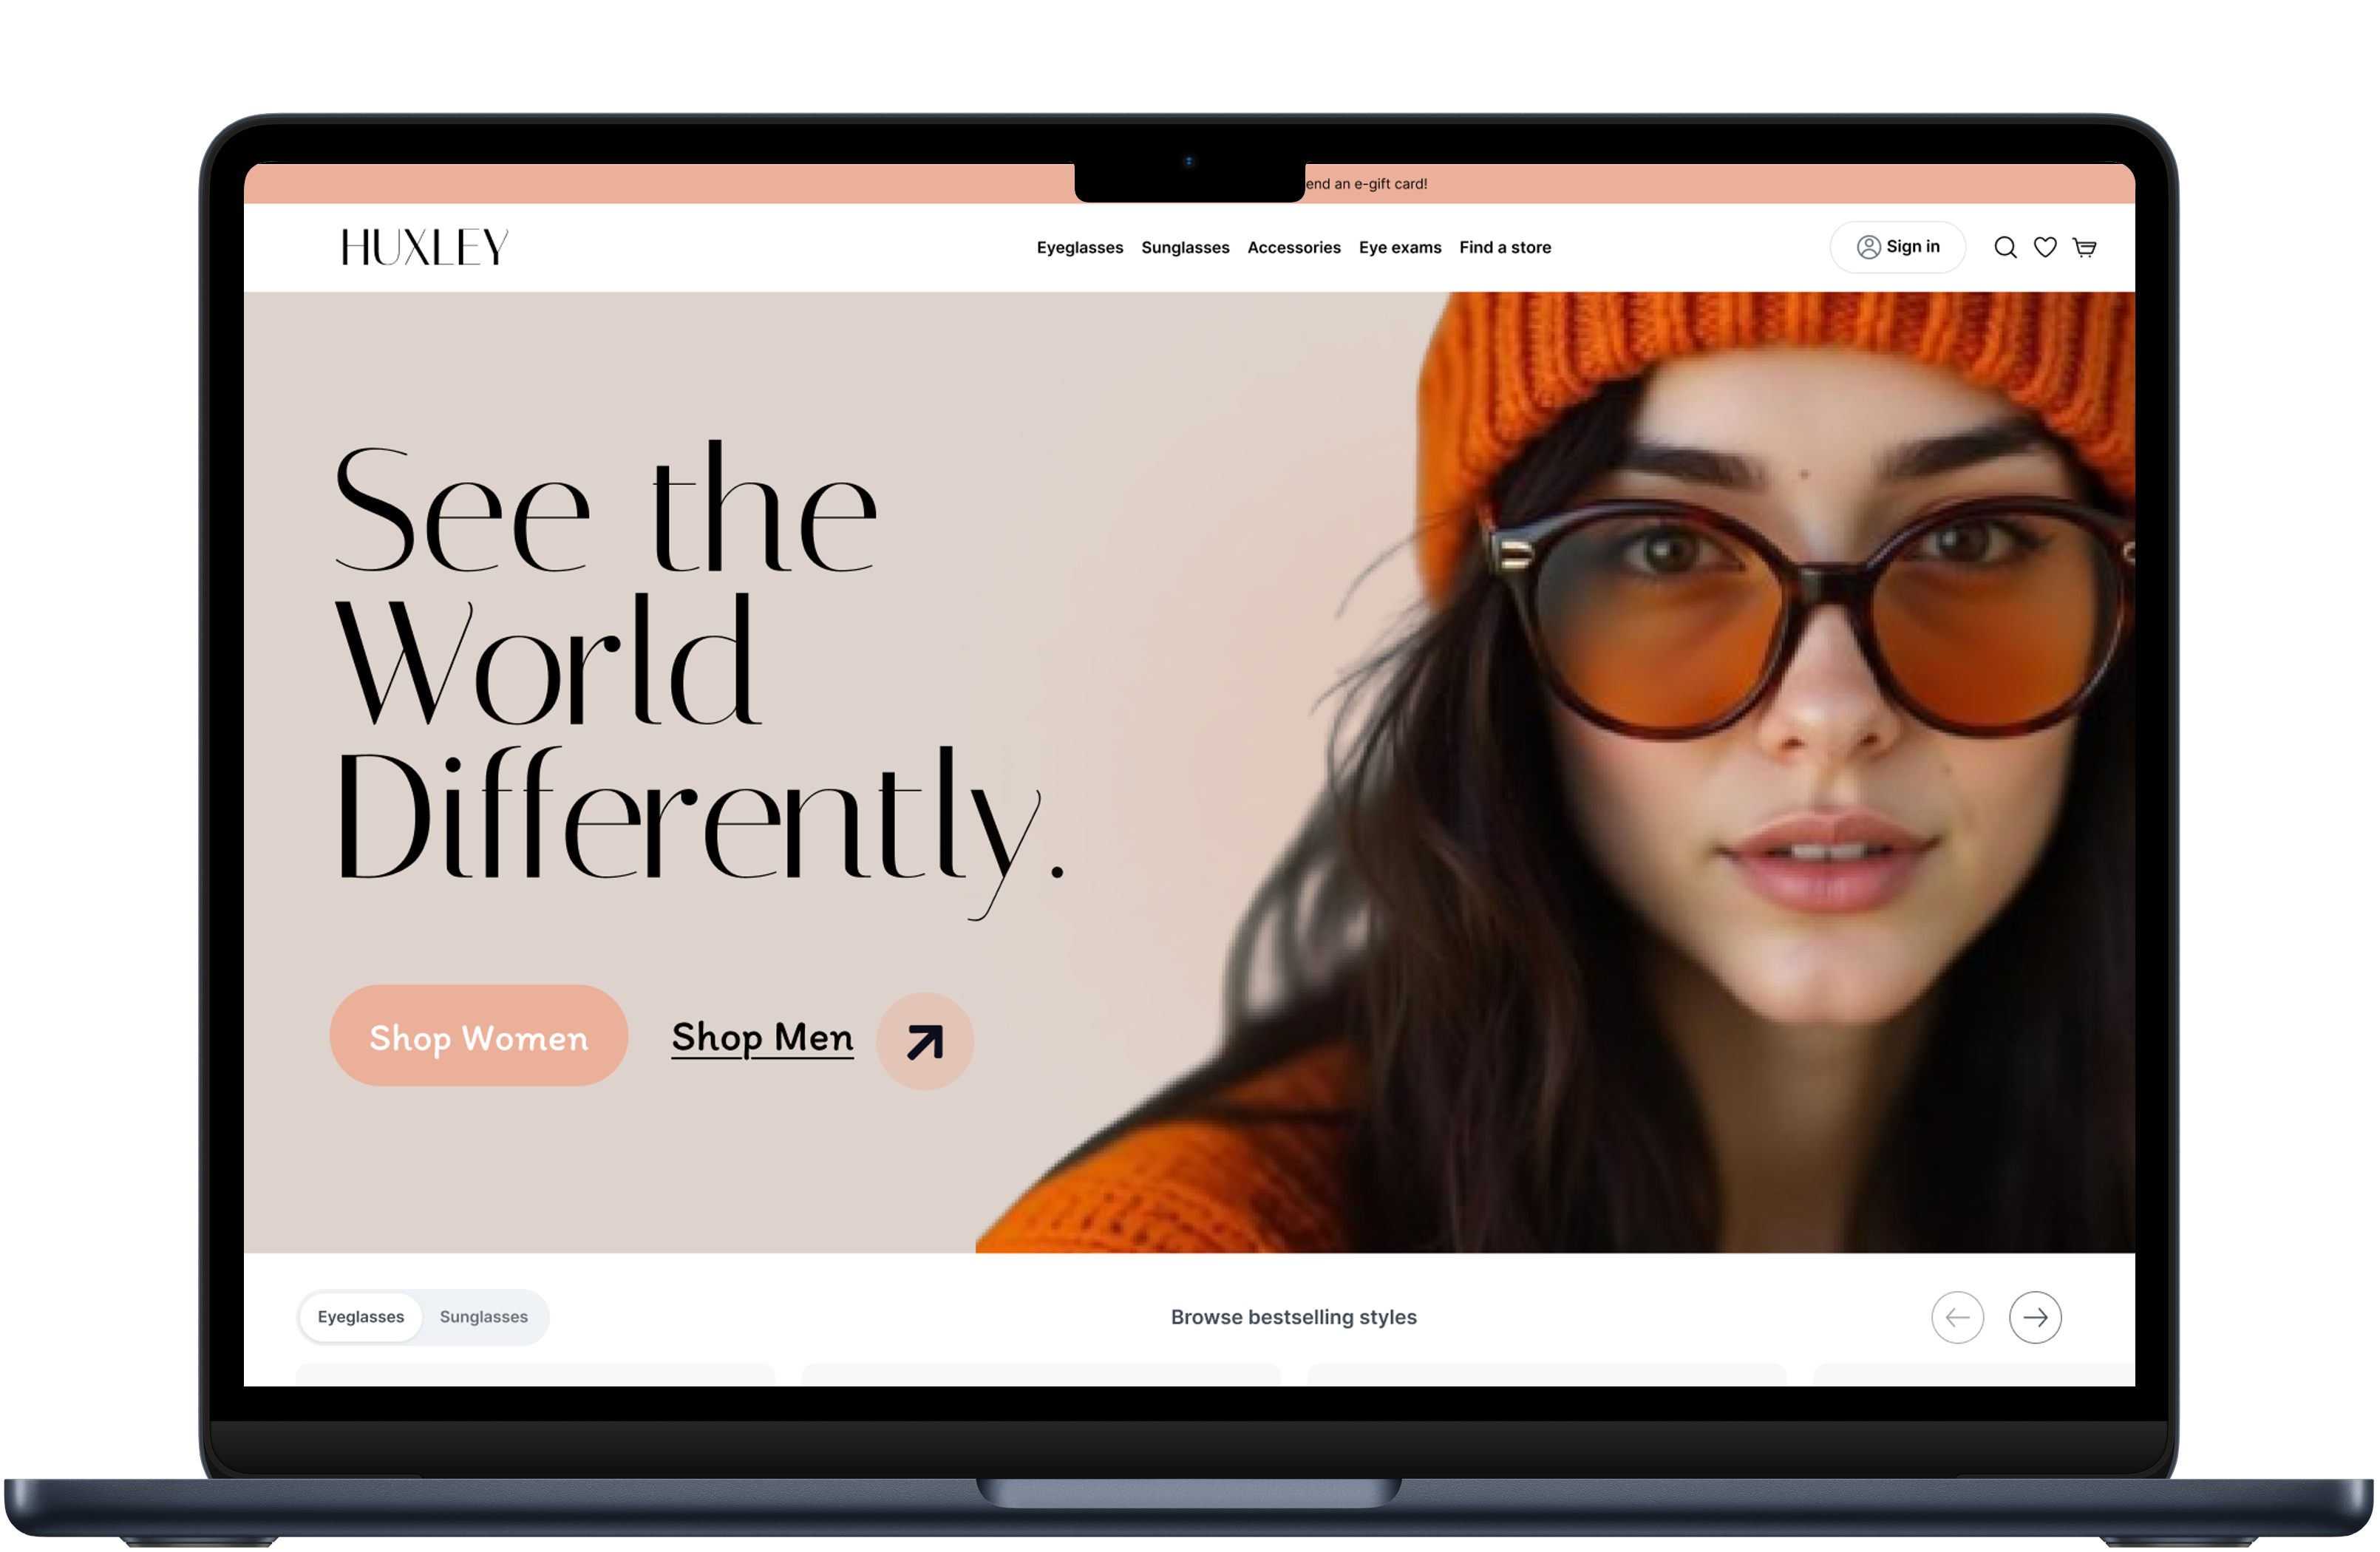 end an e-gift card!
HUXLEY
Eyeglasses Sunglasses Accessories Eye exams Find a store
Sign in
See the
World
Differently.
Shop Women
Shop Men
Eyeglasses Sunglasses
Browse bestselling styles